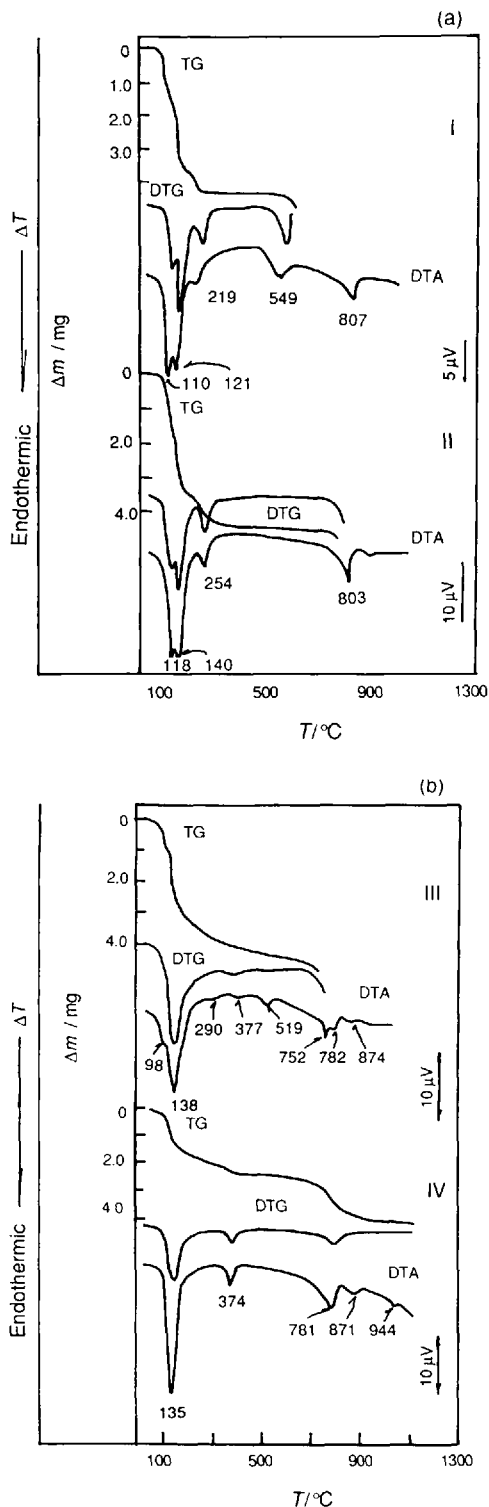 (a)
0
TG
1.0
2.0
I
3.0
DTG
219
549
807
DTA
110
121
5 µV
0
TG
2.0
II
4.0
DTG
DTA
254
803
10 µV
118
140
100
500
900
1300
T/°C
Δm / mg
Endothermic
ΔT
(b)
0
TG
2.0
III
4.0
DTG
DTA
290
377
519
98
752
782
874
138
10 µV
0
TG
2.0
IV
4.0
DTG
DTA
374
781
871
944
10 µV
135
100
500
900
1300
T/°C
Δm / mg
Endothermic
ΔT